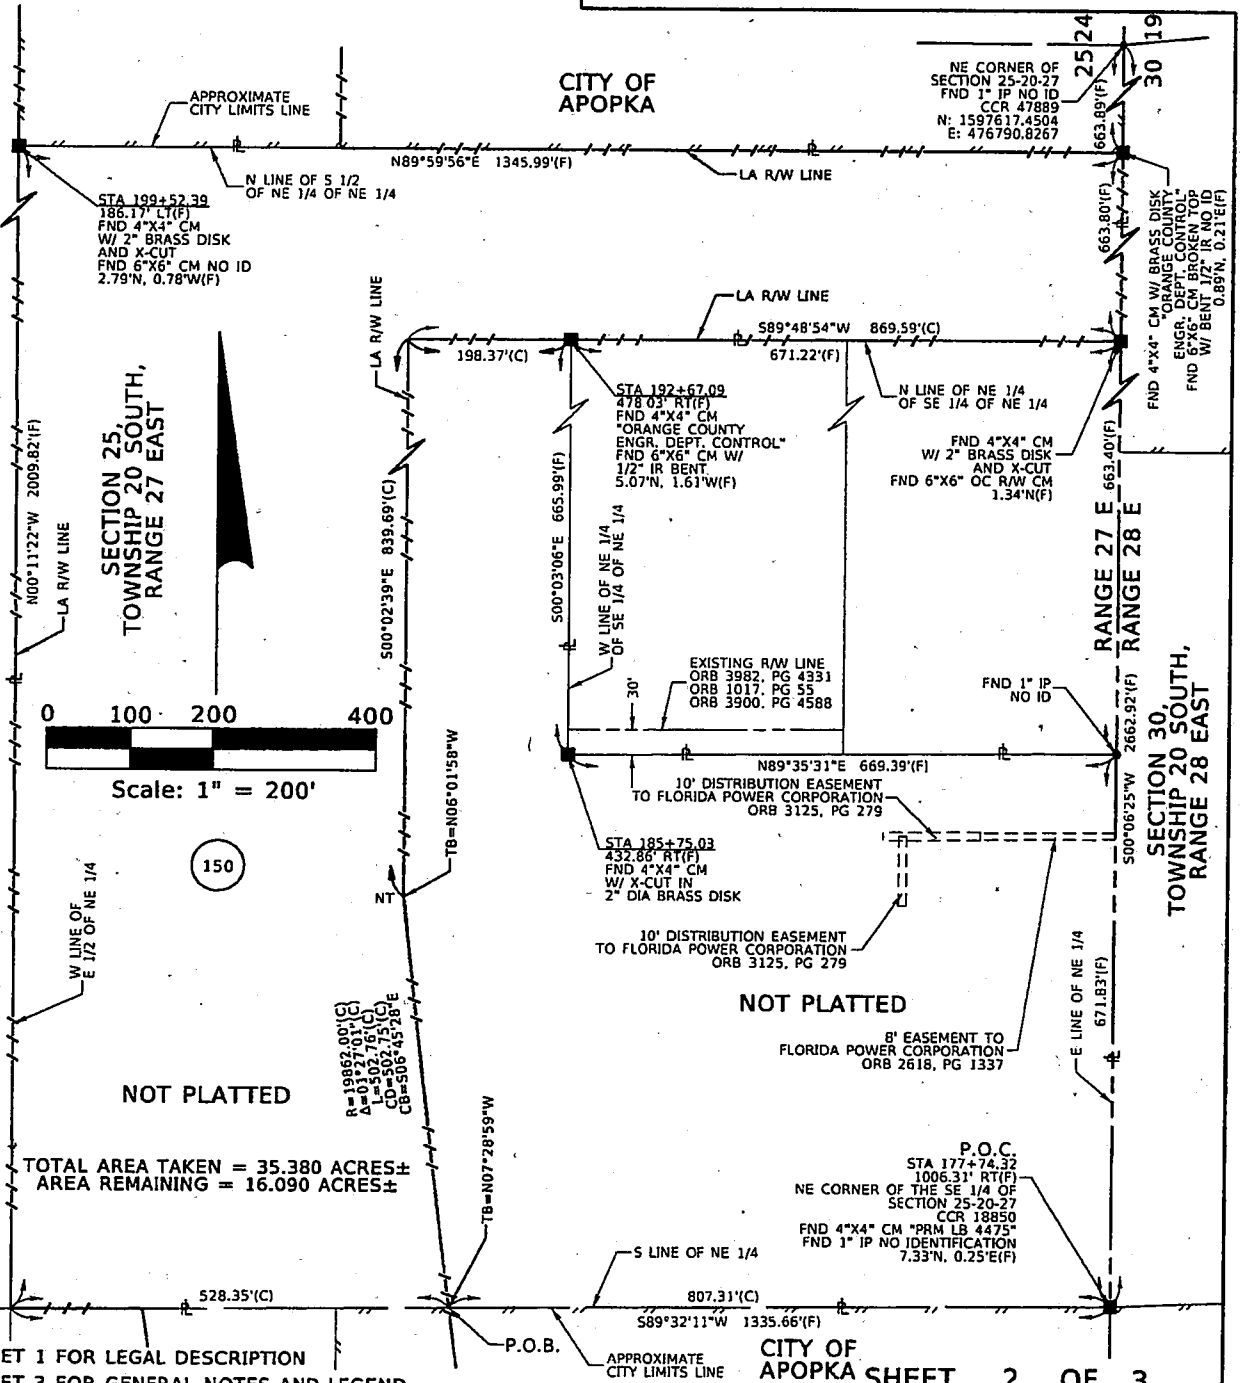 CITY OF
APOPKA
25
24
30
19
APPROXIMATE
CITY LIMITS LINE
NE CORNER OF
SECTION 25-20-27
FND 1" IP NO ID
CCR 47889
N: 1597617.4504
E: 476790.8267
663.89'(F)
N89°59'56"E 1345.99'(F)
LA R/W LINE
N LINE OF S 1/2
OF NE 1/4 OF NE 1/4
STA 199+52.39
186.17' LT(F)
FND 4"X4" CM
W/ 2" BRASS DISK
AND X-CUT
FND 6"X6" CM NO ID
2.79'N, 0.78'W(F)
663.80'(F)
FND 4"X4" CM W/ BRASS DISK
"ORANGE COUNTY
ENGR. DEPT. CONTROL"
FND 6"X6" CM BROKEN TOP
W/ BENT 1/2" IR NO ID
0.89'N, 0.21'E(F)
LA R/W LINE
LA R/W LINE
S89°48'54"W 869.59'(C)
198.37'(C)
671.22'(F)
N LINE OF NE 1/4
OF SE 1/4 OF NE 1/4
STA 192+67.09
478.03' RT(F)
FND 4"X4" CM
"ORANGE COUNTY
ENGR. DEPT. CONTROL"
FND 6"X6" CM W/
1/2" IR BENT
5.07'N, 1.61'W(F)
FND 4"X4" CM
W/ 2" BRASS DISK
AND X-CUT
FND 6"X6" OC R/W CM
1.34'N(F)
663.40'(F)
SECTION 25,
TOWNSHIP 20 SOUTH,
RANGE 27 EAST
N00°11'22"W 2009.82'(F)
LA R/W LINE
S00°02'39"E 839.69'(C)
S00°03'06"E 665.99'(F)
W LINE OF NE 1/4
OF SE 1/4 OF NE 1/4
RANGE 27 E
RANGE 28 E
SECTION 30,
TOWNSHIP 20 SOUTH,
RANGE 28 EAST
EXISTING R/W LINE
ORB 3982, PG 4331
ORB 1017, PG 55
ORB 3900, PG 4588
30'
FND 1" IP
NO ID
S00°06'25"W 2662.92'(F)
0 100 200 400
Scale: 1" = 200'
N89°35'31"E 669.39'(F)
10' DISTRIBUTION EASEMENT
TO FLORIDA POWER CORPORATION
ORB 3125, PG 279
TB=N06°01'58"W
150
NT
STA 185+75.03
432.86' RT(F)
FND 4"X4" CM
W/ X-CUT IN
2" DIA BRASS DISK
W LINE OF
E 1/2 OF NE 1/4
10' DISTRIBUTION EASEMENT
TO FLORIDA POWER CORPORATION
ORB 3125, PG 279
NOT PLATTED
E LINE OF NE 1/4
671.83'(F)
R=19862.00'(C)
Δ=01°27'01"(C)
L=502.76'(C)
CD=502.75'(C)
CB=S06°45'28"E
8' EASEMENT TO
FLORIDA POWER CORPORATION
ORB 2618, PG 1337
NOT PLATTED
TB=N07°28'59"W
TOTAL AREA TAKEN = 35.380 ACRES±
AREA REMAINING = 16.090 ACRES±
P.O.C.
STA 177+74.32
1006.31' RT(F)
NE CORNER OF THE SE 1/4 OF
SECTION 25-20-27
CCR 18850
FND 4"X4" CM "PRM LB 4475"
FND 1" IP NO IDENTIFICATION
7.33'N, 0.25'E(F)
S LINE OF NE 1/4
528.35'(C)
807.31'(C)
S89°32'11"W 1335.66'(F)
P.O.B.
APPROXIMATE
CITY LIMITS LINE
CITY OF
APOPKA
ET 1 FOR LEGAL DESCRIPTION
ET 3 FOR GENERAL NOTES AND LEGEND
SHEET 2 OF 3